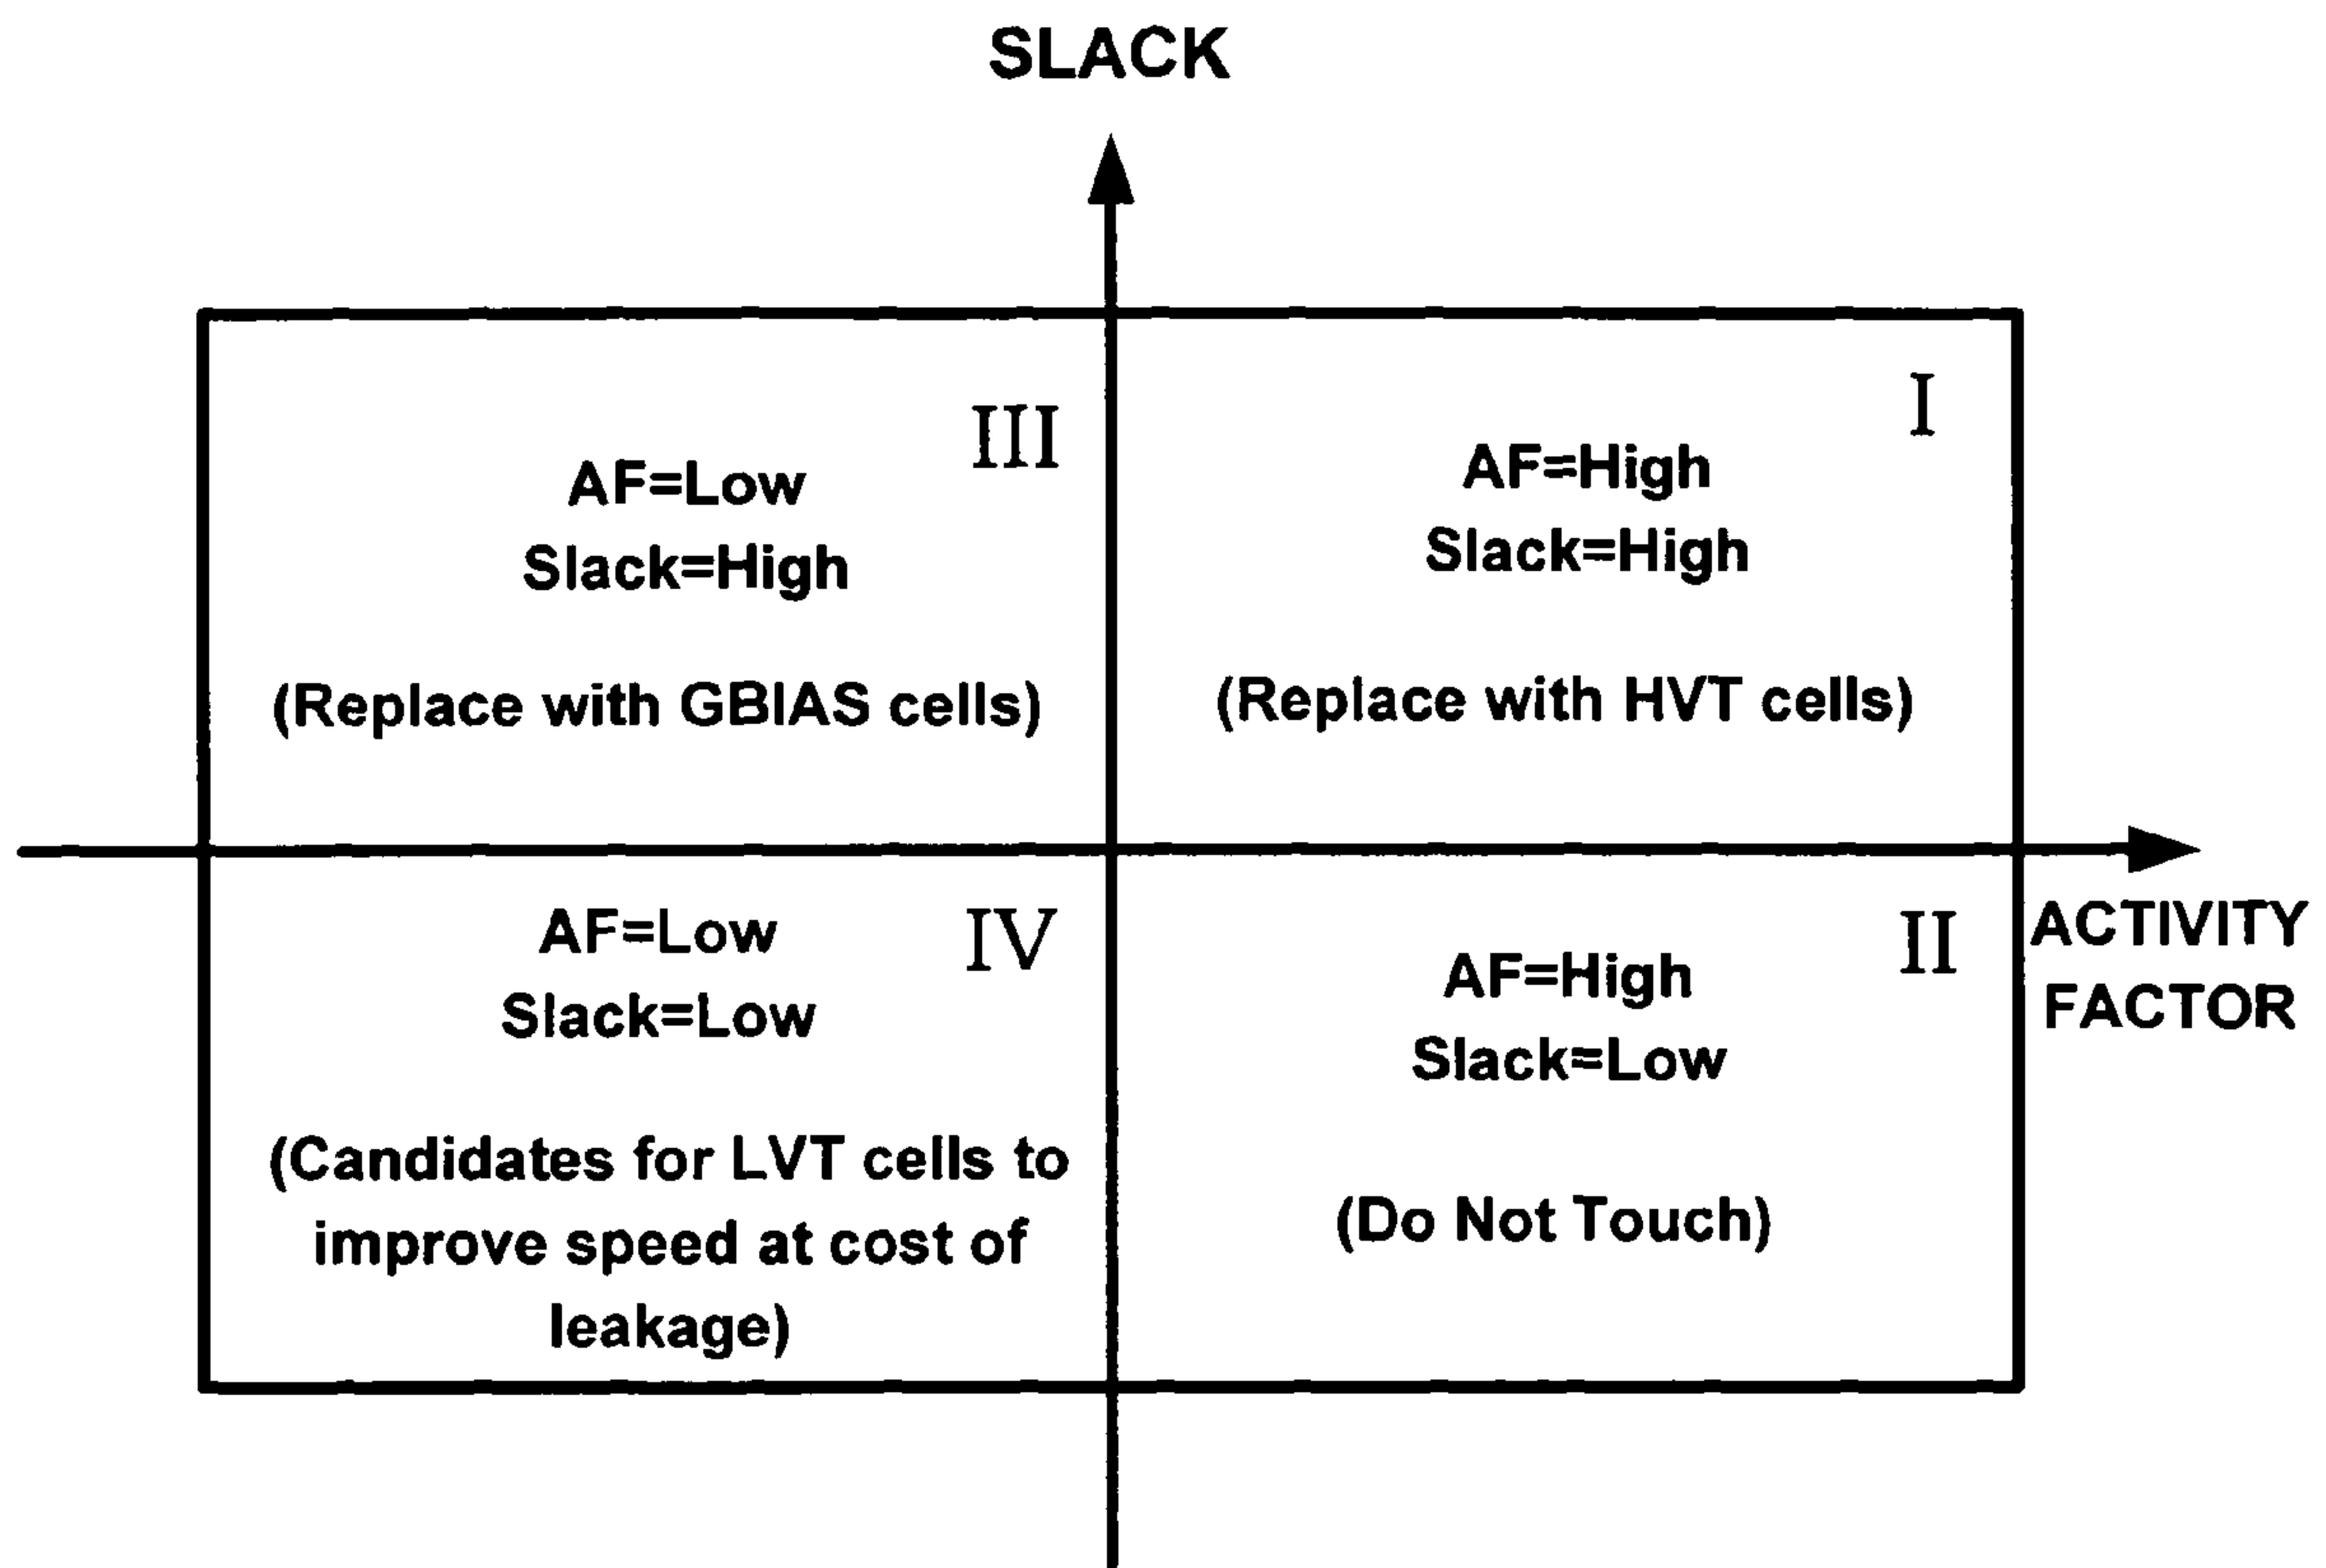 SLACK
III
AF=Low
Slack=High
(Replace with GBIAS cells)
I
AF=High
Slack=High
(Replace with HVT cells)
IV
AF=Low
Slack=Low
(Candidates for LVT cells to
improve speed at cost of
leakage)
II
AF=High
Slack=Low
(Do Not Touch)
ACTIVITY
FACTOR